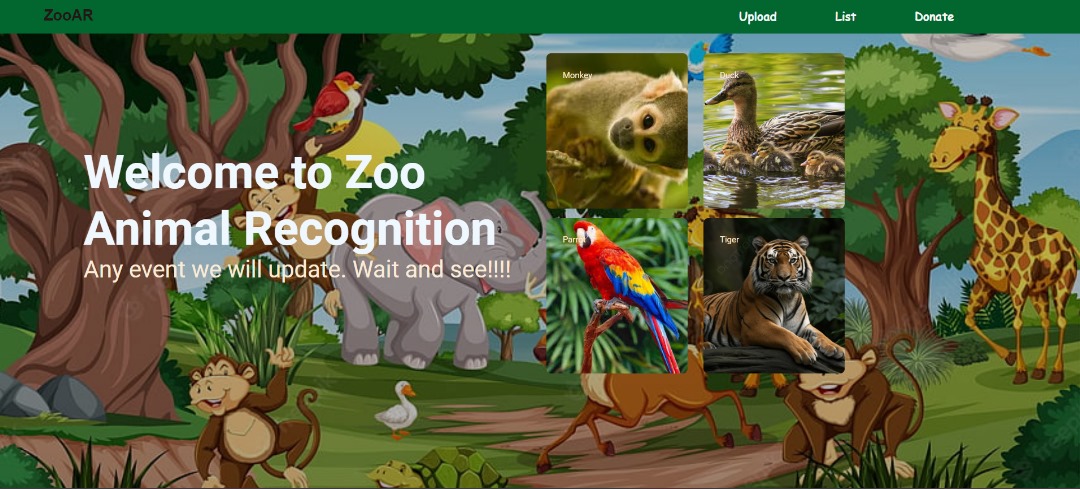 ZooAR
Upload
List
Donate
Welcome to Zoo
Animal Recognition
Any event we will update. Wait and see!!!!
Monkey
Duck
Parrot
Tiger